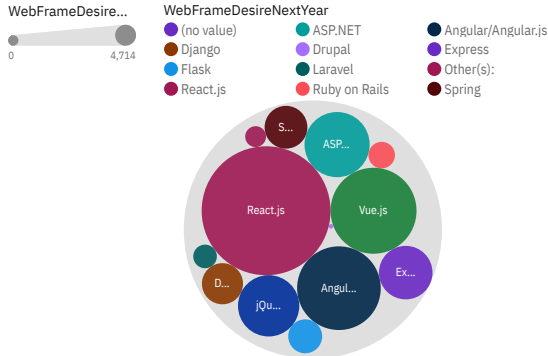 WebFrameDesire...
0 4,714
WebFrameDesireNextYear
(no value) ASP.NET Angular/Angular.js
Django Drupal Express
Flask Laravel Other(s):
React.js Ruby on Rails Spring
S...
ASP...
React.js
Vue.js
Ex...
D...
Angul...
jQu...